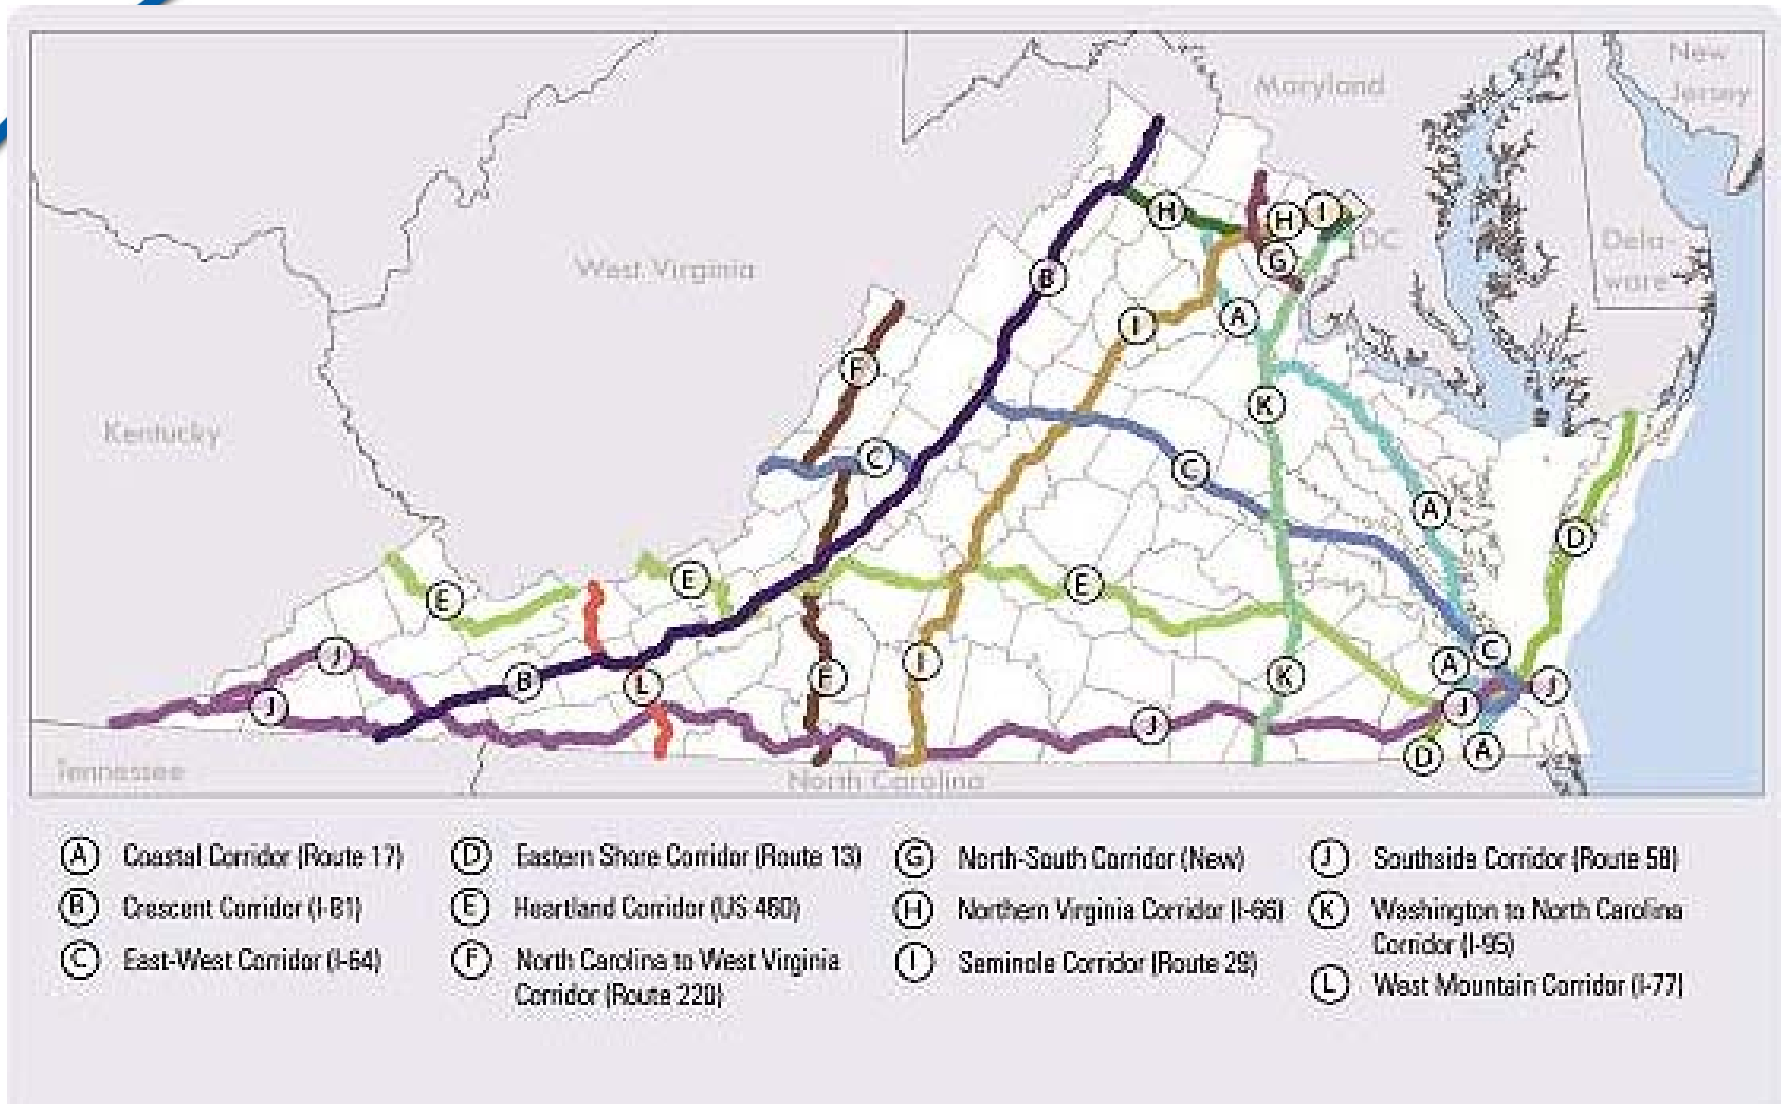 New
Jersey
Maryland
DC
Dela-
ware
West Virginia
Kentucky
Tennessee
North Carolina
H
H
I
G
B
A
I
F
K
C
C
A
D
E
E
E
J
J
B
L
F
I
K
A
C
J
J
J
D
A
A Coastal Corridor (Route 17)
B Crescent Corridor (I-81)
C East-West Corridor (I-64)
D Eastern Shore Corridor (Route 13)
E Heartland Corridor (US 460)
F North Carolina to West Virginia
Corridor (Route 220)
G North-South Corridor (New)
H Northern Virginia Corridor (I-66)
I Seminole Corridor (Route 29)
J Southside Corridor (Route 58)
K Washington to North Carolina
Corridor (I-95)
L West Mountain Corridor (I-77)